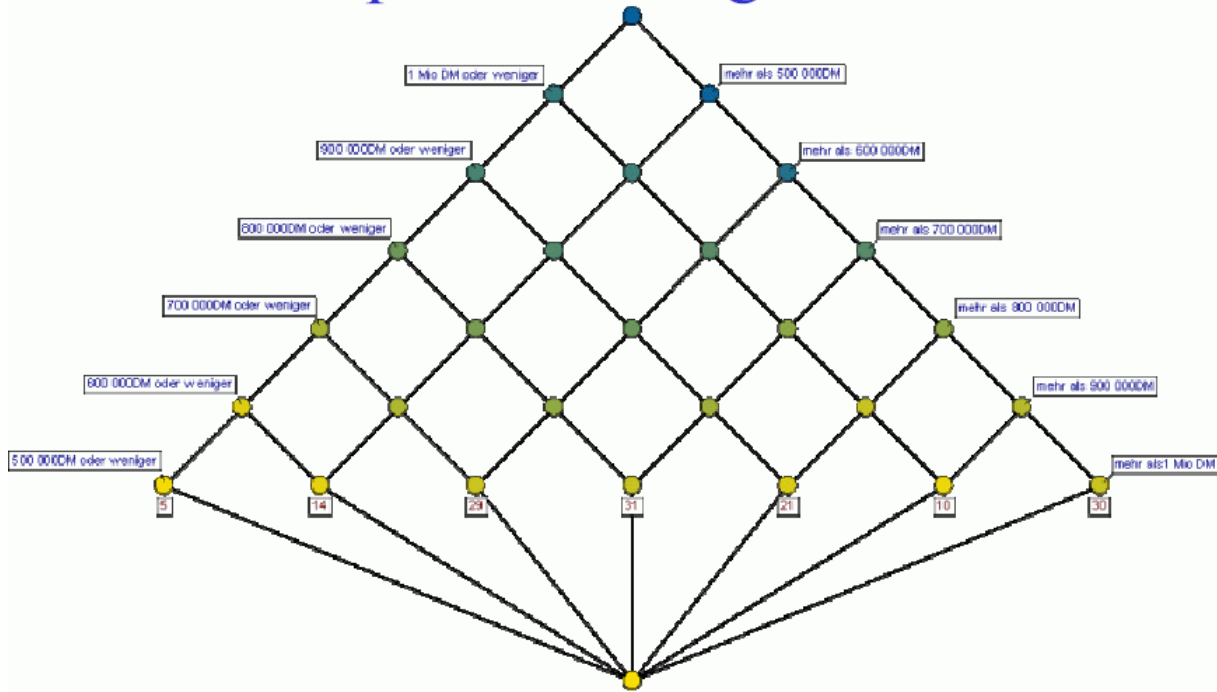 1 Mio DM oder weniger
mehr als 500 000DM
900 000DM oder weniger
mehr als 600 000DM
800 000DM oder weniger
mehr als 700 000DM
700 000DM oder weniger
mehr als 800 000DM
600 000DM oder weniger
mehr als 900 000DM
500 000DM oder weniger
mehr als1 Mio DM
5
14
29
31
21
10
30